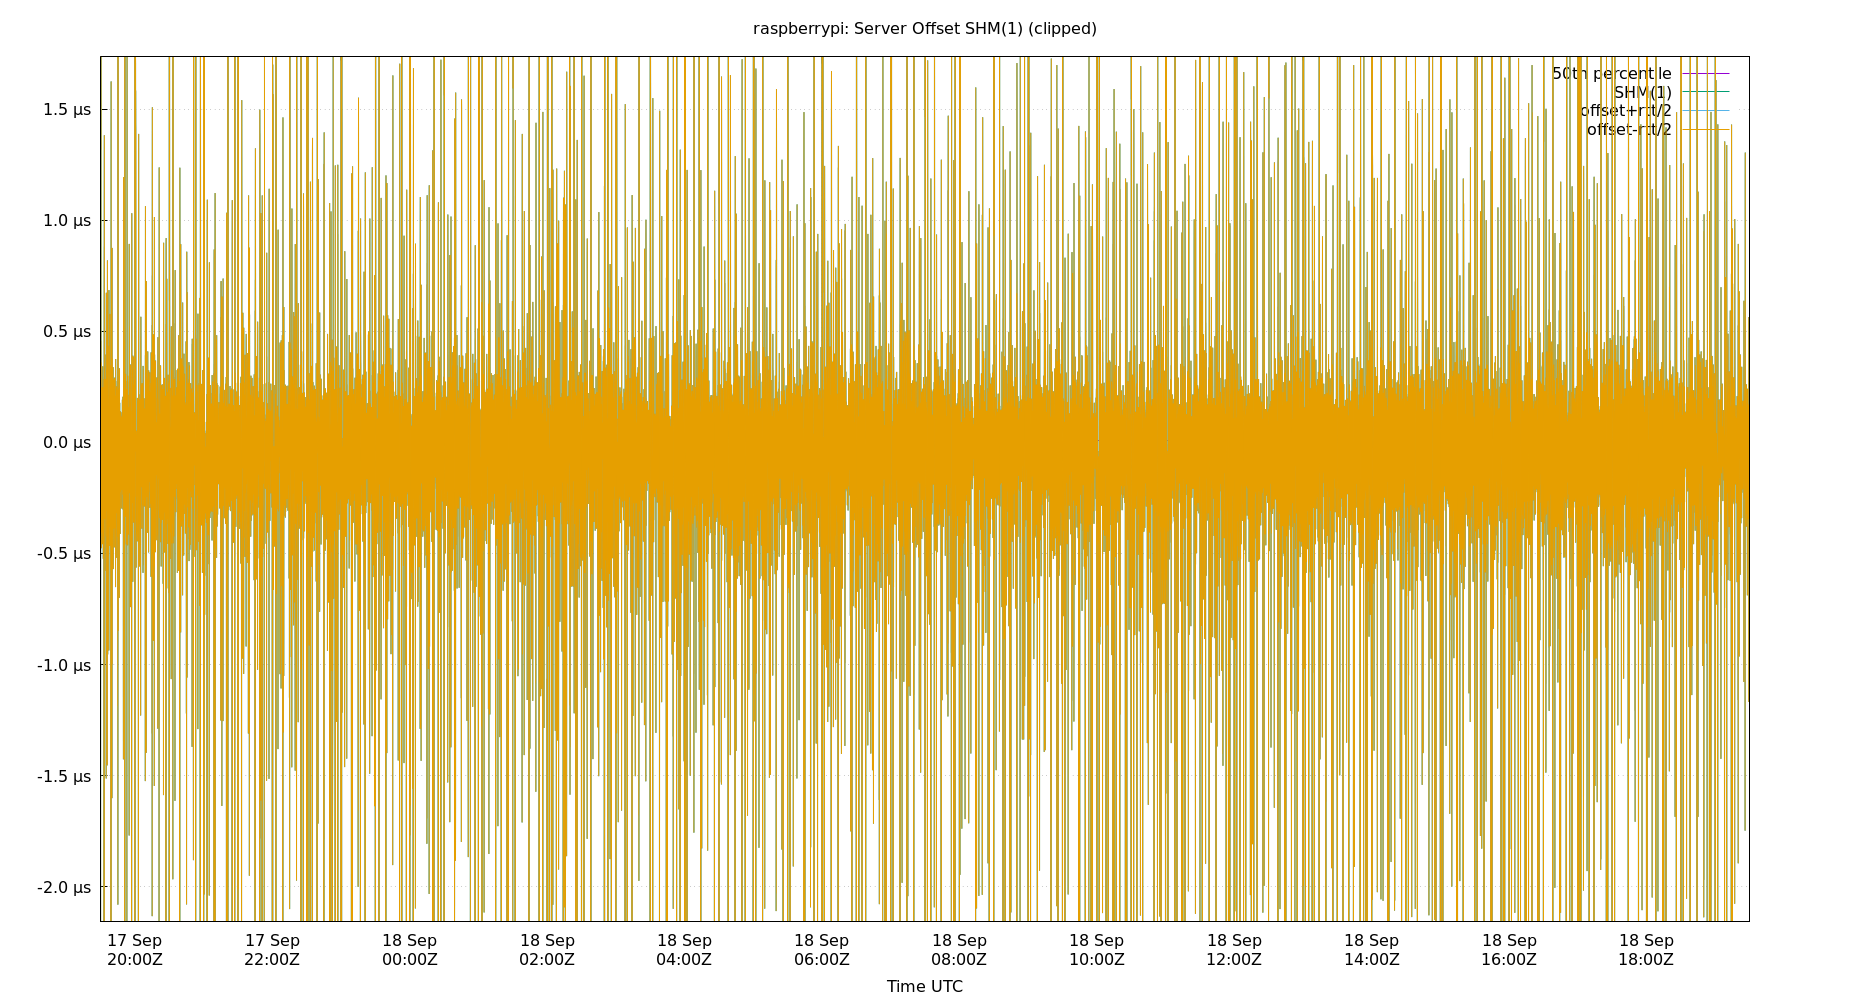 raspberrypi: Server Offset SHM(1) (clipped)
50th percentile
SHM(1)
offset+rtt/2
offset-rtt/2
1.5 µs
1.0 µs
0.5 µs
0.0 µs
-0.5 µs
-1.0 µs
-1.5 µs
-2.0 µs
17 Sep 17 Sep 18 Sep 18 Sep 18 Sep 18 Sep 18 Sep 18 Sep 18 Sep 18 Sep 18 Sep 18 Sep
20:00Z 22:00Z 00:00Z 02:00Z 04:00Z 06:00Z 08:00Z 10:00Z 12:00Z 14:00Z 16:00Z 18:00Z
Time UTC